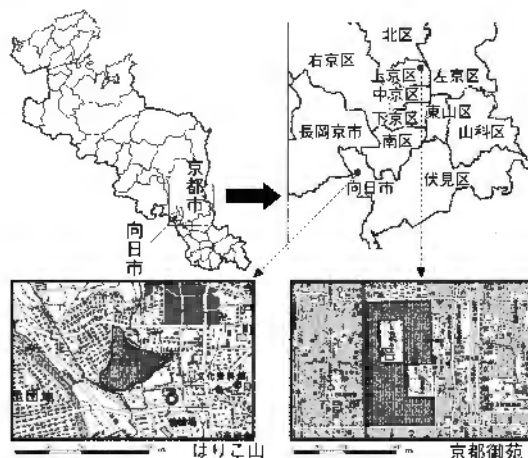 北区
右京区
上京区
左京区
中京区
東山区
長岡京市
下京区
山科区
南区
向日市
伏見区
京都市
向日市
はりこ山
京都御苑